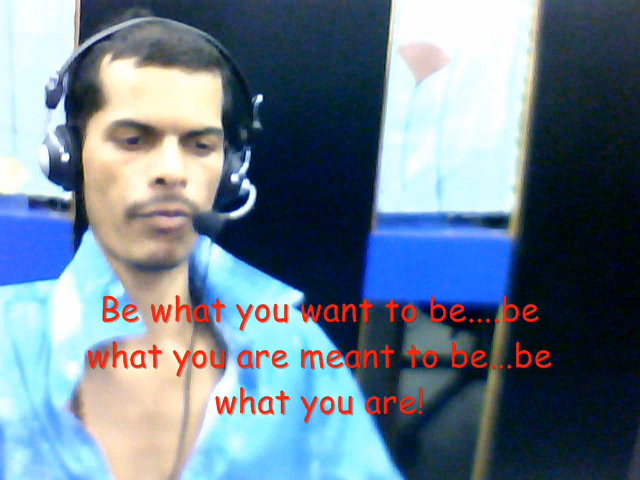 Be what you want to be....be
what you are meant to be...be
what you are!